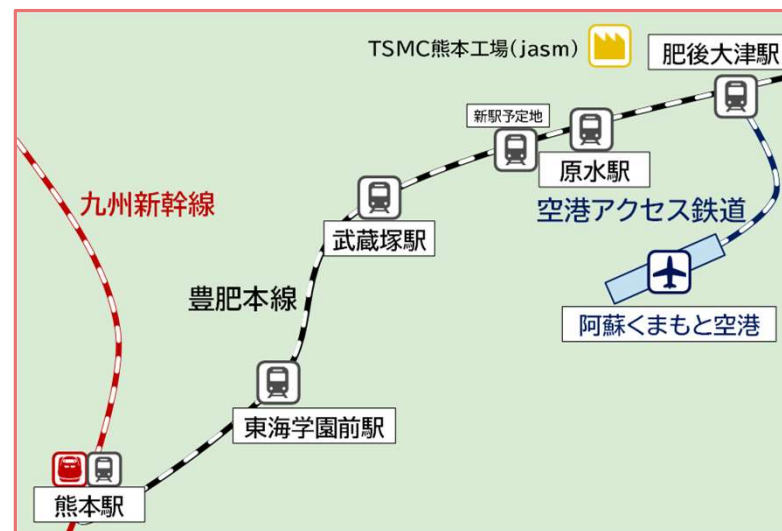 TSMC熊本工場(jasm)
肥後大津駅
新駅予定地
原水駅
九州新幹線
武蔵塚駅
空港アクセス鉄道
豊肥本線
阿蘇くまもと空港
東海学園前駅
熊本駅